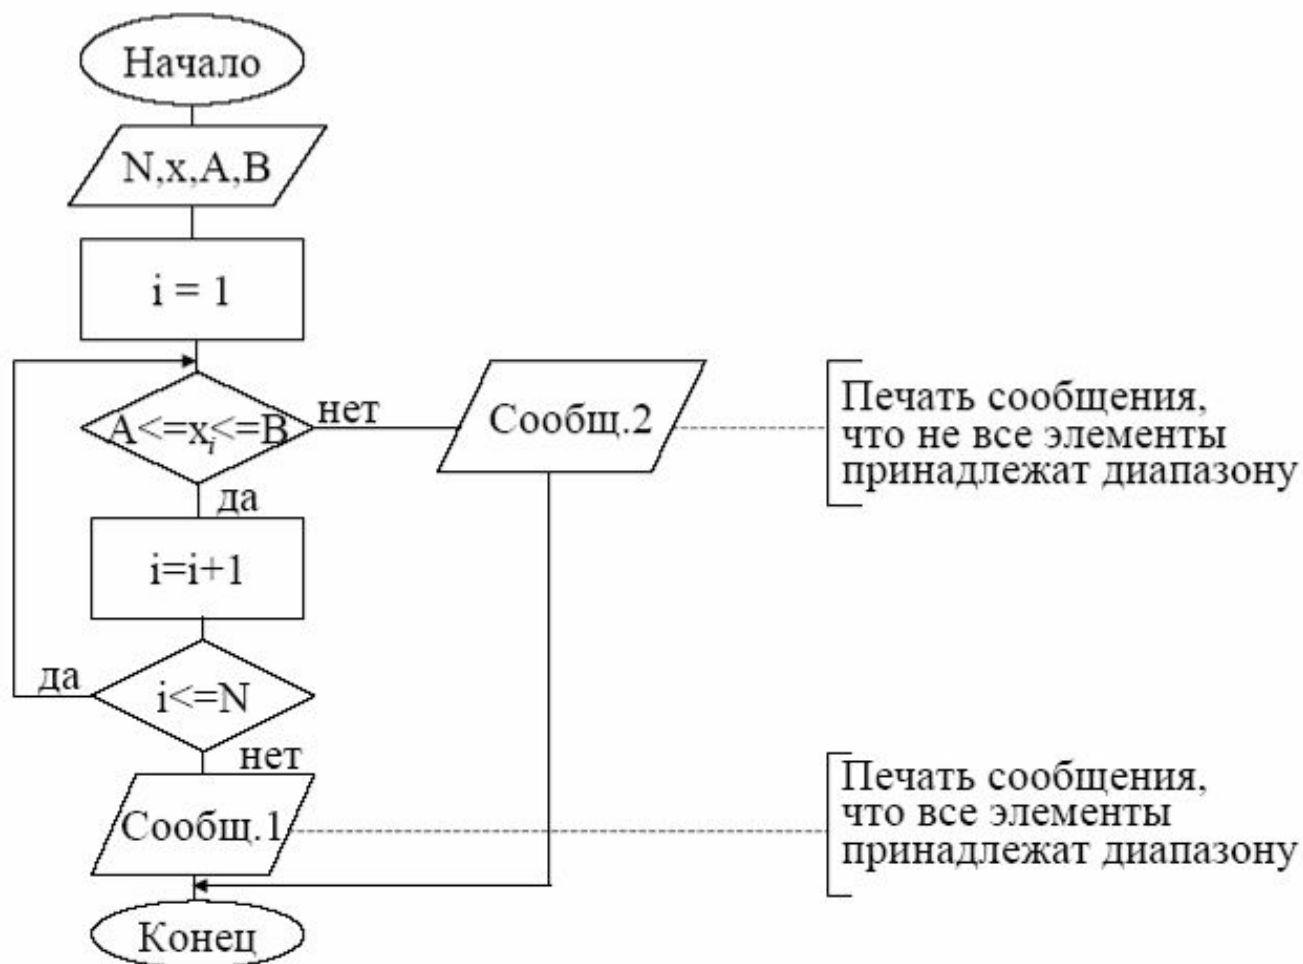 Начало
N,x,A,B
i = 1
A<=xi<=B
нет
Сообщ.2
Печать сообщения,
что не все элементы
принадлежат диапазону
да
i=i+1
да
i<=N
нет
Сообщ.1
Печать сообщения,
что все элементы
принадлежат диапазону
Конец